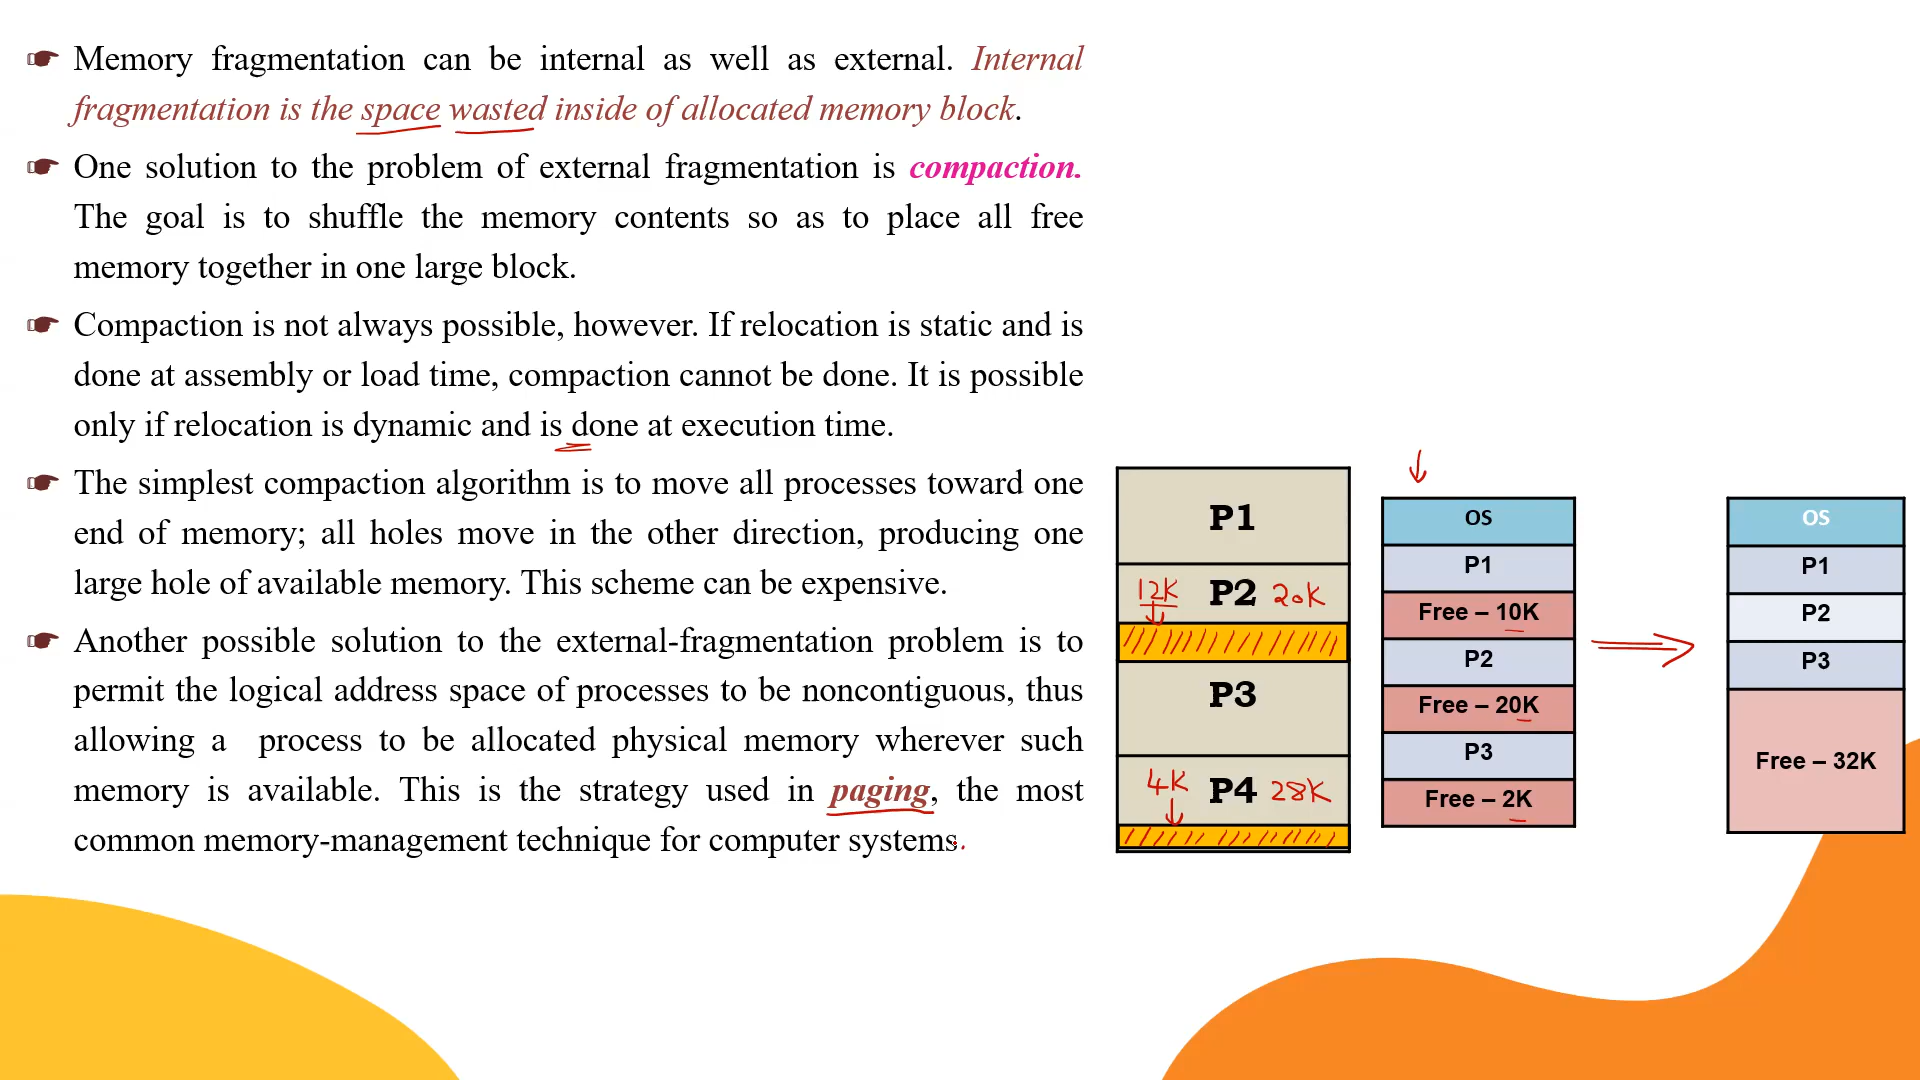 Memory fragmentation can be internal as well as external. Internal
fragmentation is the space wasted inside of allocated memory block.
One solution to the problem of external fragmentation is compaction.
The goal is to shuffle the memory contents so as to place all free
memory together in one large block.
Compaction is not always possible, however. If relocation is static and is
done at assembly or load time, compaction cannot be done. It is possible
only if relocation is dynamic and is done at execution time.
The simplest compaction algorithm is to move all processes toward one
end of memory; all holes move in the other direction, producing one
large hole of available memory. This scheme can be expensive.
Another possible solution to the external-fragmentation problem is to
permit the logical address space of processes to be noncontiguous, thus
allowing a process to be allocated physical memory wherever such
memory is available. This is the strategy used in paging, the most
common memory-management technique for computer systems.
P1
12K P2 20K
P3
4K P4 28K
OS
P1
Free – 10K
P2
Free – 20K
P3
Free – 2K
OS
P1
P2
P3
Free – 32K